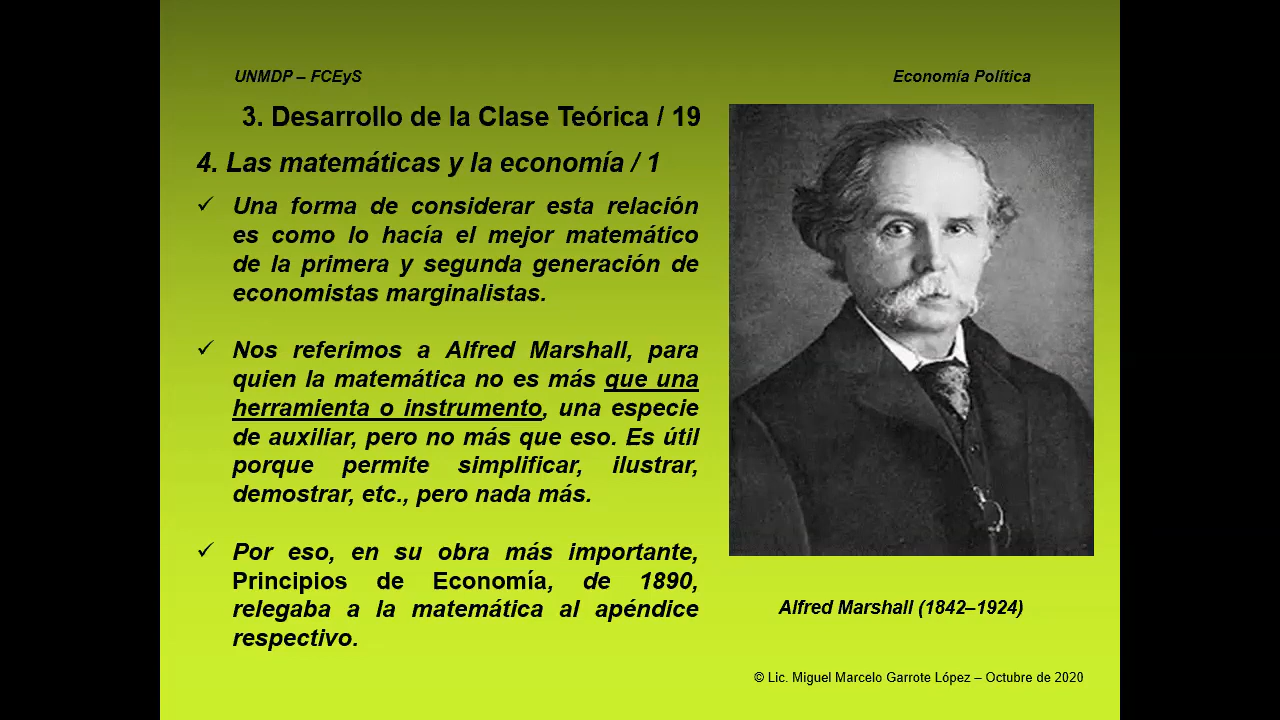 UNMDP – FCEyS
Economía Política
3. Desarrollo de la Clase Teórica / 19
4. Las matemáticas y la economía / 1
✓ Una forma de considerar esta relación
es como lo hacía el mejor matemático
de la primera y segunda generación de
economistas marginalistas.
✓ Nos referimos a Alfred Marshall, para
quien la matemática no es más que una
herramienta o instrumento, una especie
de auxiliar, pero no más que eso. Es útil
porque permite simplificar, ilustrar,
demostrar, etc., pero nada más.
✓ Por eso, en su obra más importante,
Principios de Economía, de 1890,
relegaba a la matemática al apéndice
respectivo.
Alfred Marshall (1842–1924)
© Lic. Miguel Marcelo Garrote López – Octubre de 2020